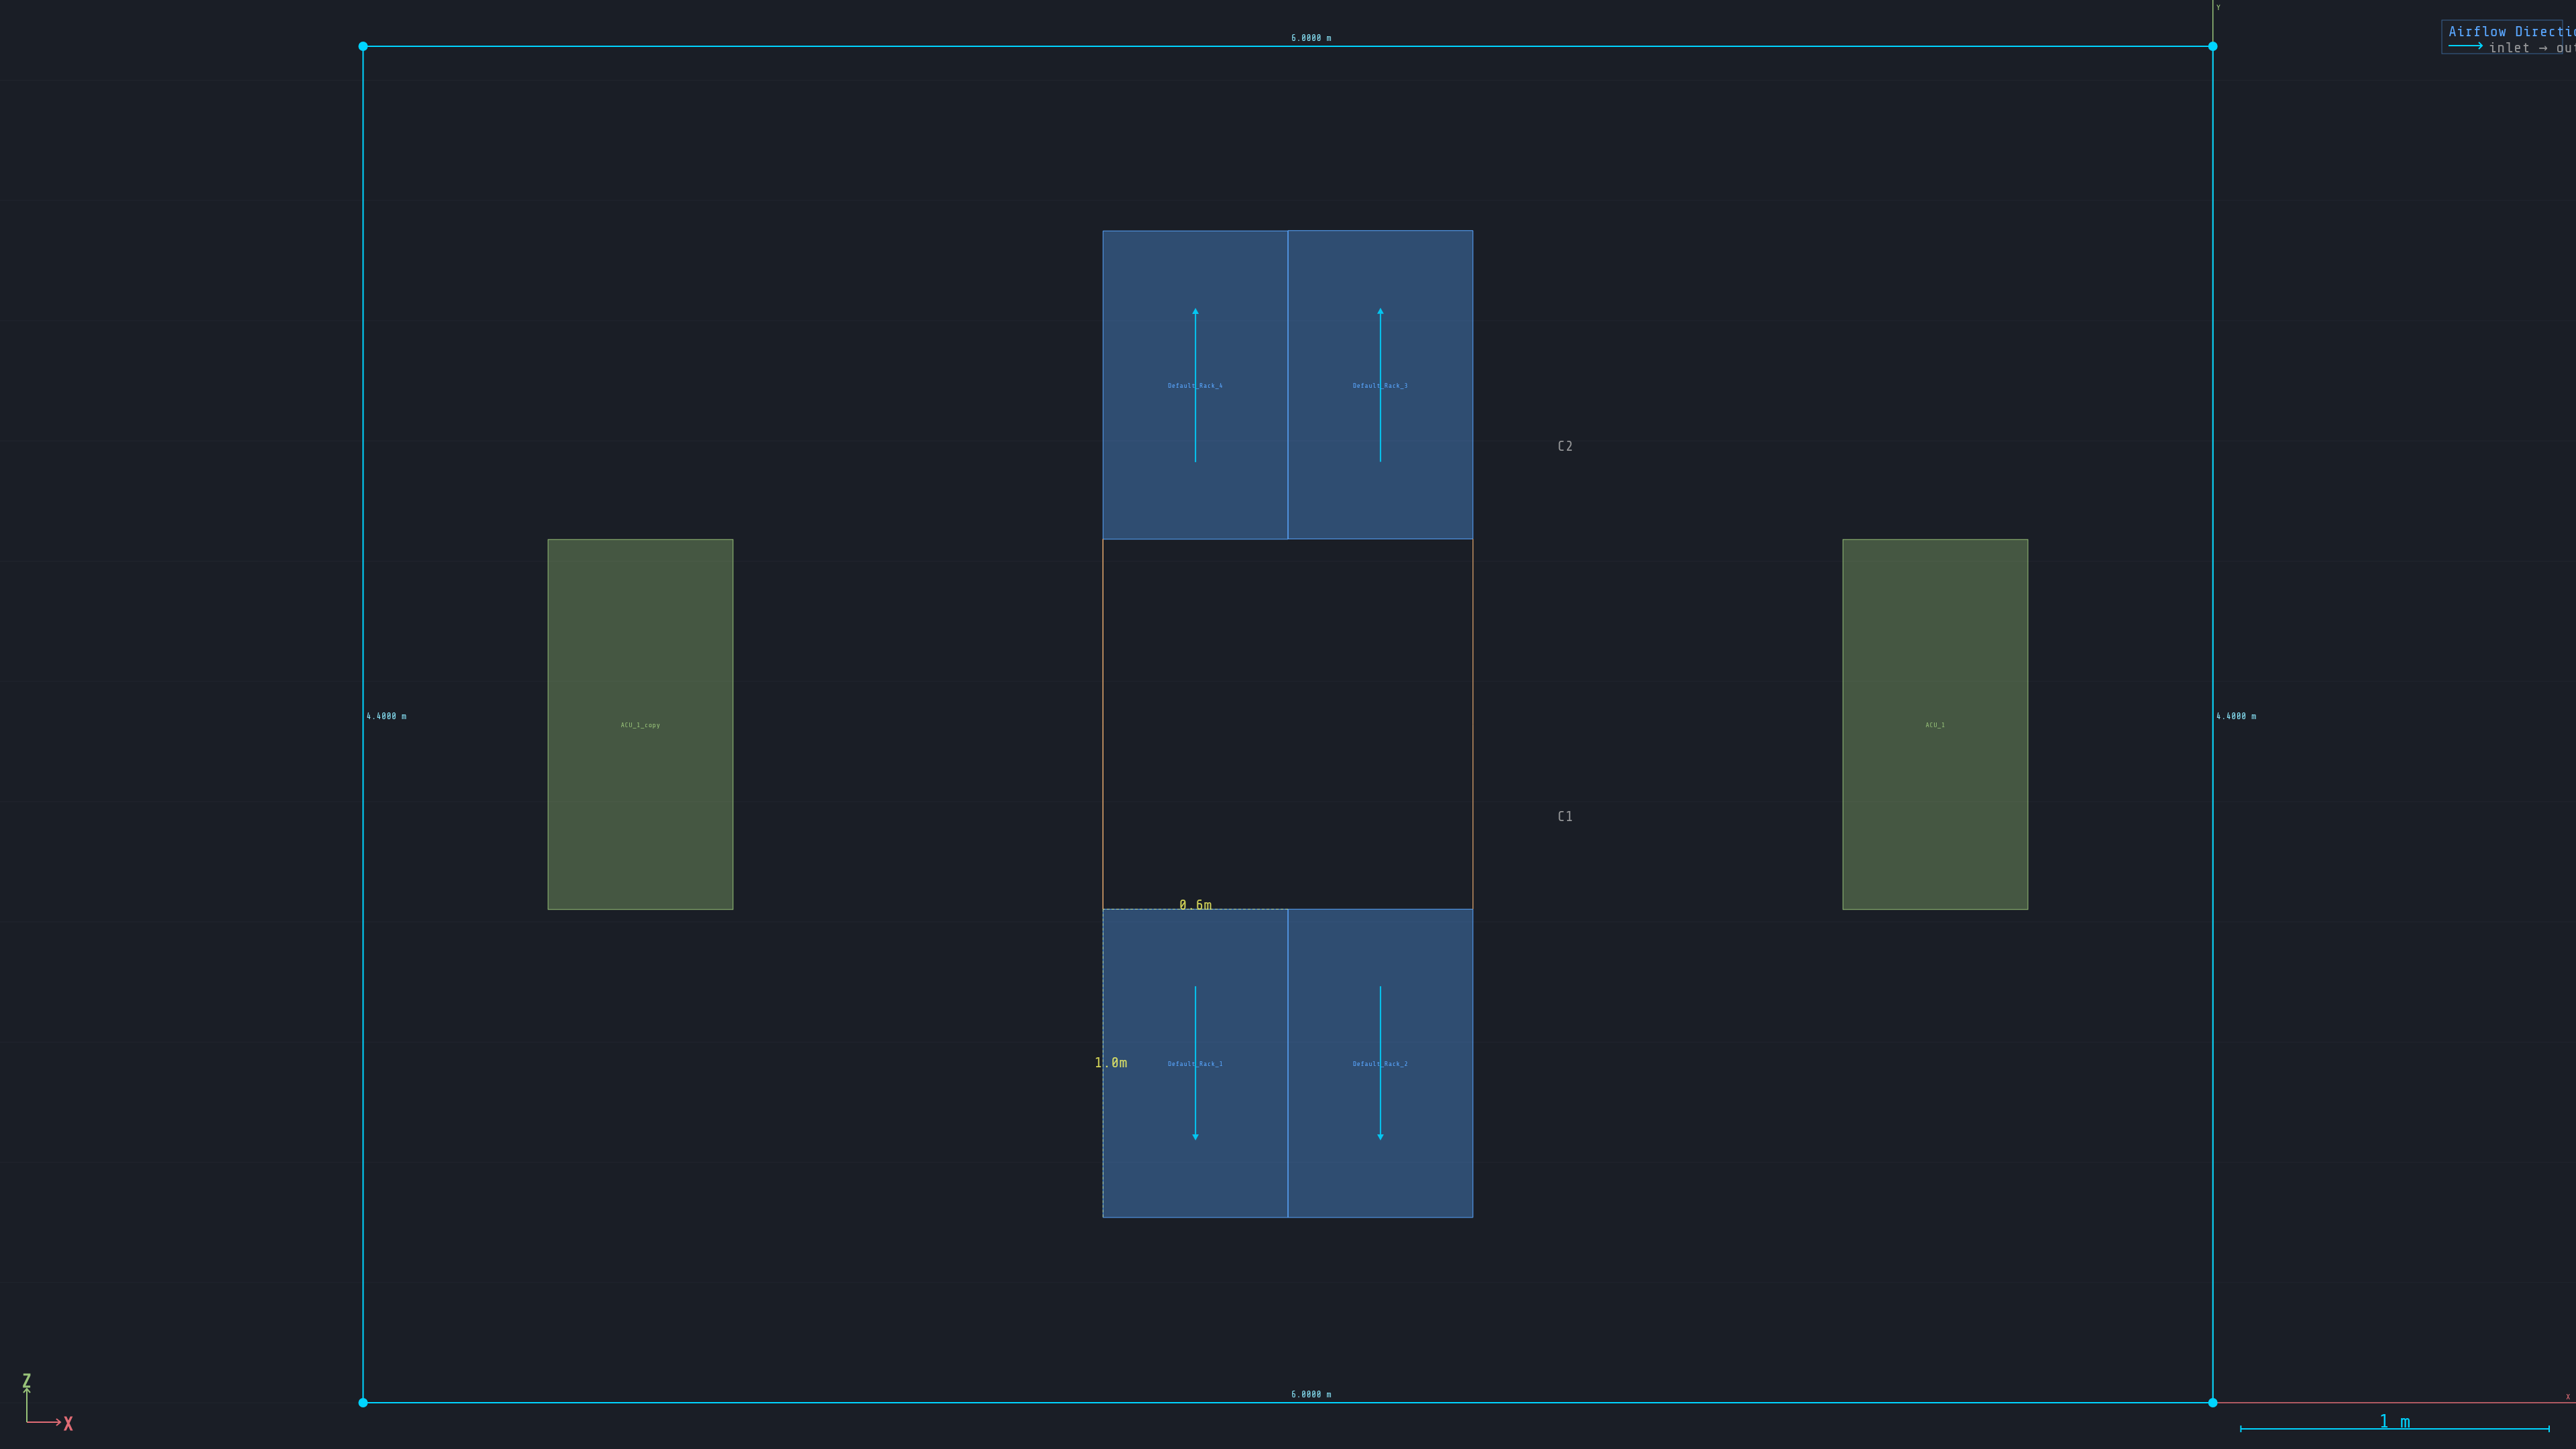 Y
6.0000 m
Airflow Directio
inlet → out
Default_Rack_4
Default_Rack_3
C2
4.4000 m
ACU_1_copy
ACU_1
4.4000 m
C1
0.6m
1.0m
Default_Rack_1
Default_Rack_2
Z
X
6.0000 m
X
1 m